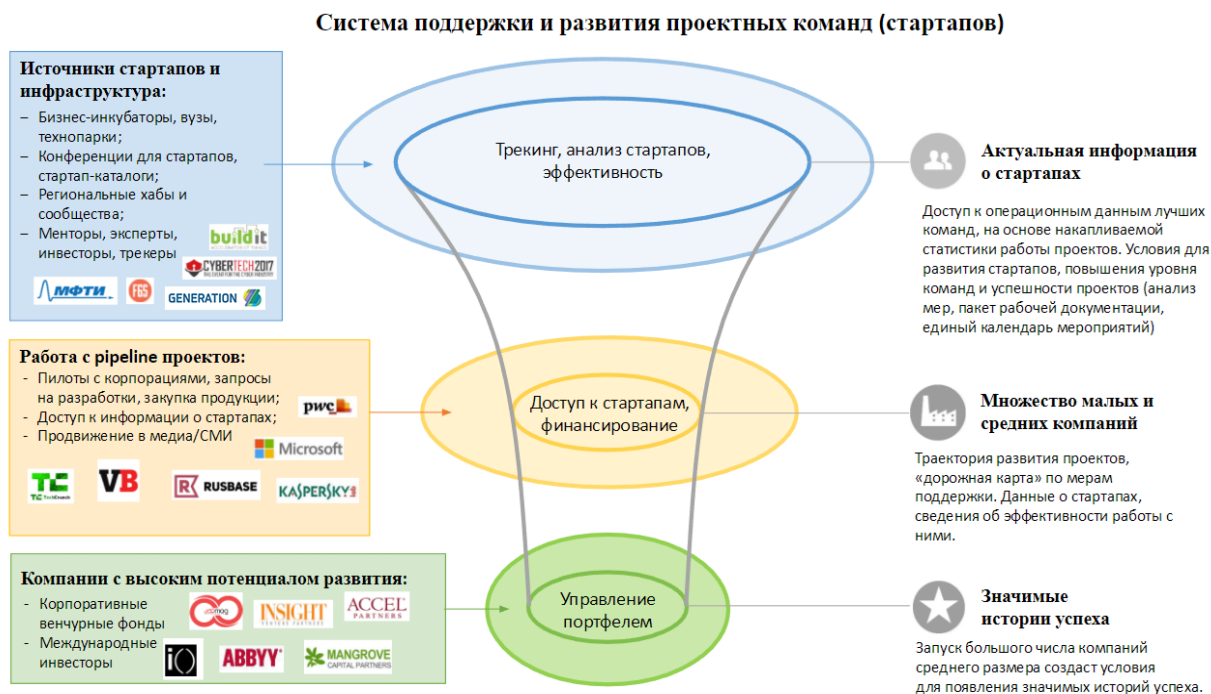 Система поддержки и развития проектных команд (стартапов)
Источники стартапов и
инфраструктура:
– Бизнес-инкубаторы, вузы,
технопарки;
– Конференции для стартапов,
стартап-каталоги;
– Региональные хабы и
сообщества;
– Менторы, эксперты,
инвесторы, трекеры
buildit
CYBERTECH2017
МФТИ
F6S
GENERATION S
Трекинг, анализ стартапов,
эффективность
Актуальная информация
о стартапах
Доступ к операционным данным лучших
команд, на основе накапливаемой
статистики работы проектов. Условия для
развития стартапов, повышения уровня
команд и успешности проектов (анализ
мер, пакет рабочей документации,
единый календарь мероприятий)
Работа с pipeline проектов:
- Пилоты с корпорациями, запросы
на разработки, закупка продукции;
- Доступ к информации о стартапах;
- Продвижение в медиа/СМИ
pwc
Microsoft
TC
TechCrunch
VB
R RUSBASE
KASPERSKY
Доступ к стартапам,
финансирование
Множество малых и
средних компаний
Траектория развития проектов,
«дорожная карта» по мерам
поддержки. Данные о стартапах,
сведения об эффективности работы с
ними.
Компании с высоким потенциалом развития:
- Корпоративные
венчурные фонды
- Международные
инвесторы
INSIGHT
VENTURE PARTNERS
ACCEL
PARTNERS
ABBYY
MANGROVE
CAPITAL PARTNERS
Управление
портфелем
Значимые
истории успеха
Запуск большого числа компаний
среднего размера создаст условия
для появления значимых историй успеха.